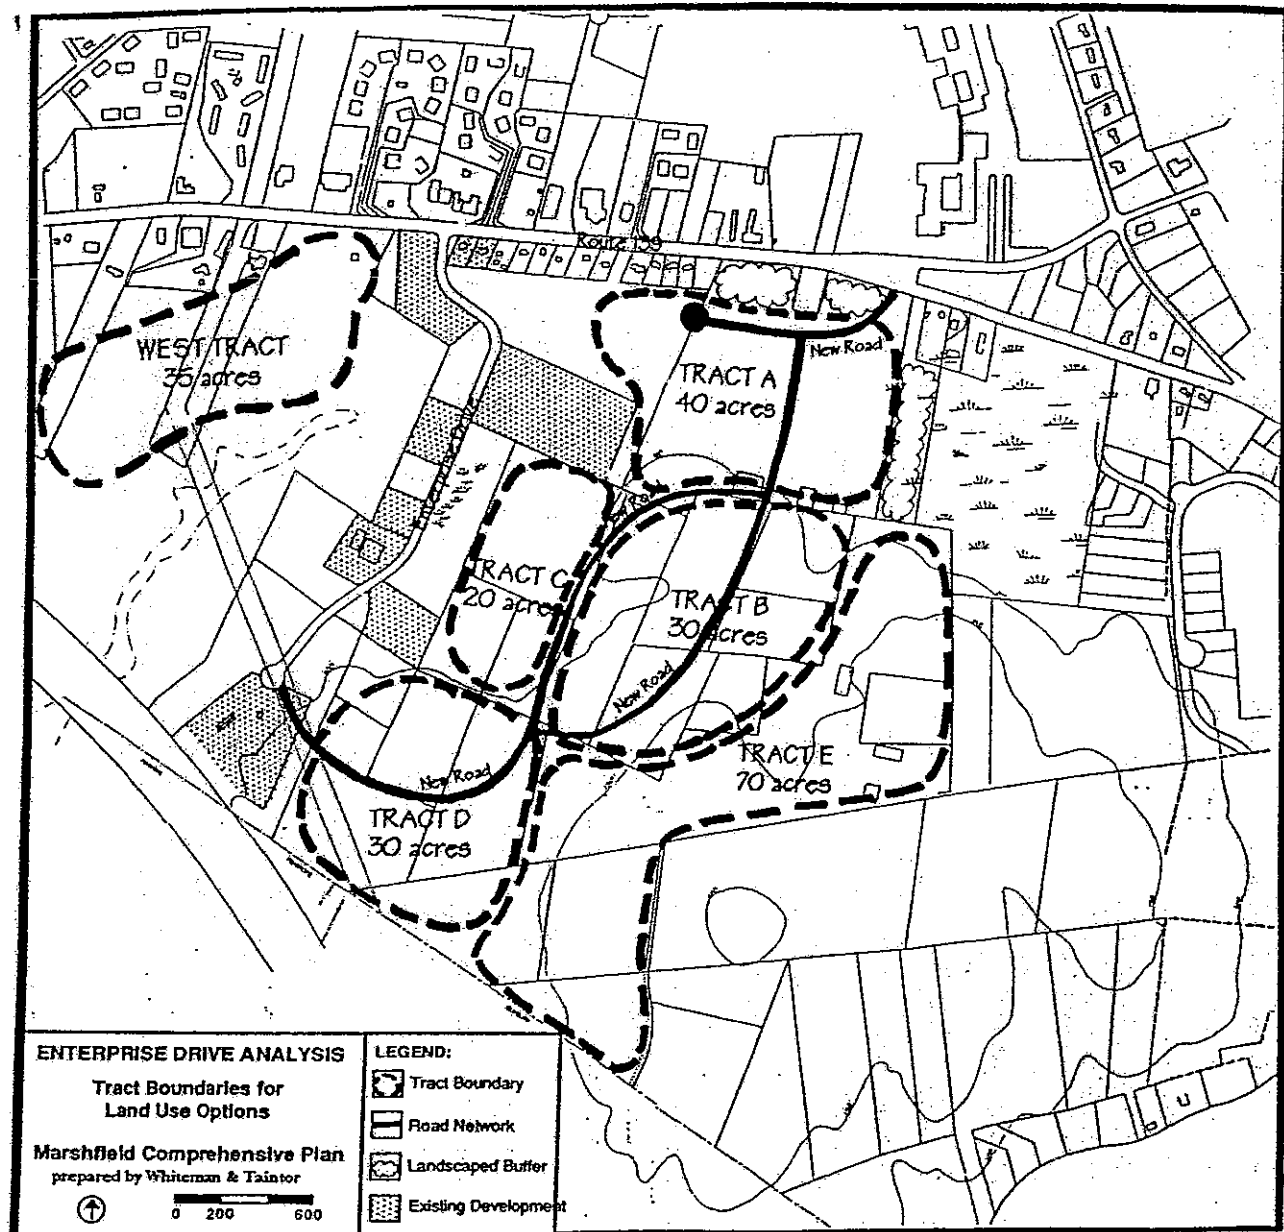 Route 139
WEST TRACT
35 acres
New Road
TRACT A
40 acres
Enterprise Drive
TRACT C
20 acres
TRACT B
30 acres
New Road
TRACT E
70 acres
New Road
TRACT D
30 acres
ENTERPRISE DRIVE ANALYSIS
Tract Boundaries for
Land Use Options
Marshfield Comprehensive Plan
prepared by Whiteman & Taintor
0 200 600
LEGEND:
Tract Boundary
Road Network
Landscaped Buffer
Existing Development